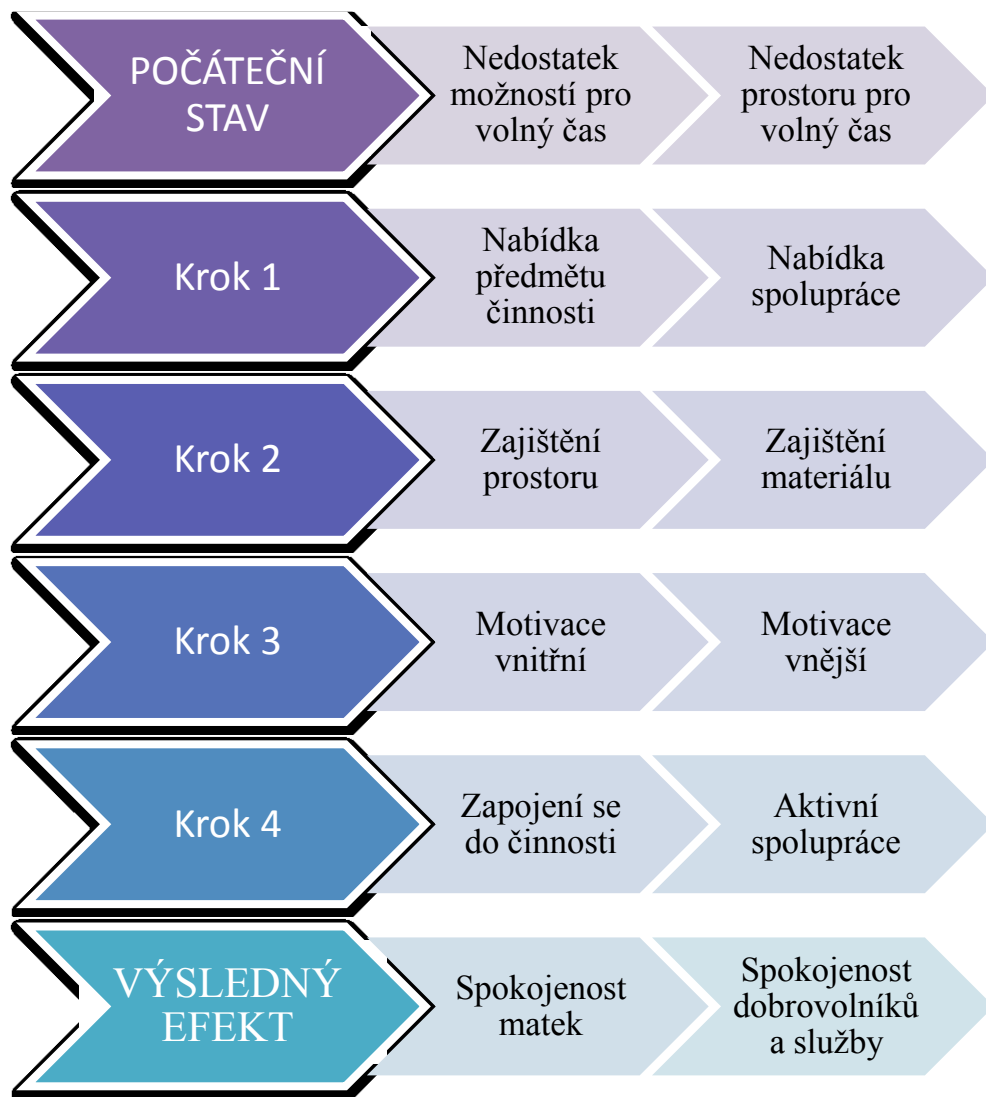 POČÁTEČNÍ
STAV
Nedostatek
možností pro
volný čas
Nedostatek
prostoru pro
volný čas
Krok 1
Nabídka
předmětu
činnosti
Nabídka
spolupráce
Krok 2
Zajištění
prostoru
Zajištění
materiálu
Krok 3
Motivace
vnitřní
Motivace
vnější
Krok 4
Zapojení se
do činnosti
Aktivní
spolupráce
VÝSLEDNÝ
EFEKT
Spokojenost
matek
Spokojenost
dobrovolníků
a služby